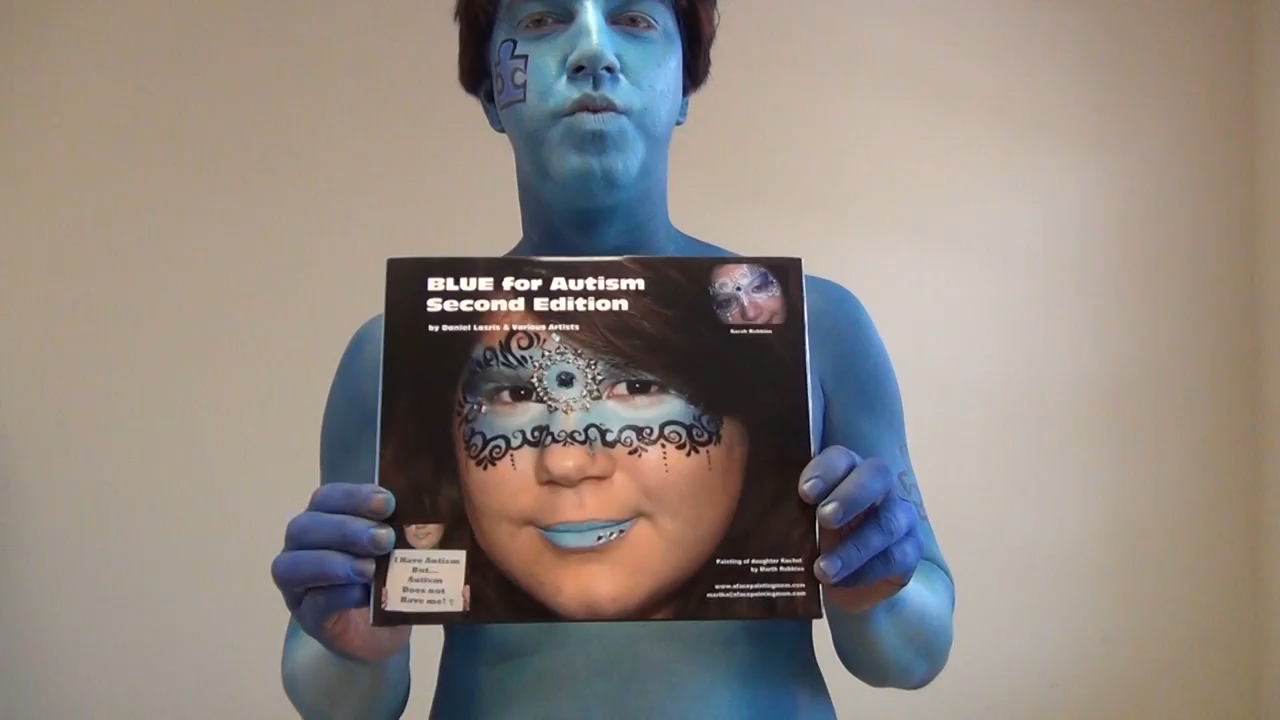 BLUE for Autism
Second Edition
by Daniel Lasris & Various Artists
Sarah Robbins
I Have Autism
But...
Autism
Does not
Have me!
Painting of daughter Rachel
by Marth Robbins
www.afacepaintingmom.com
martha@afacepaintingmom.com